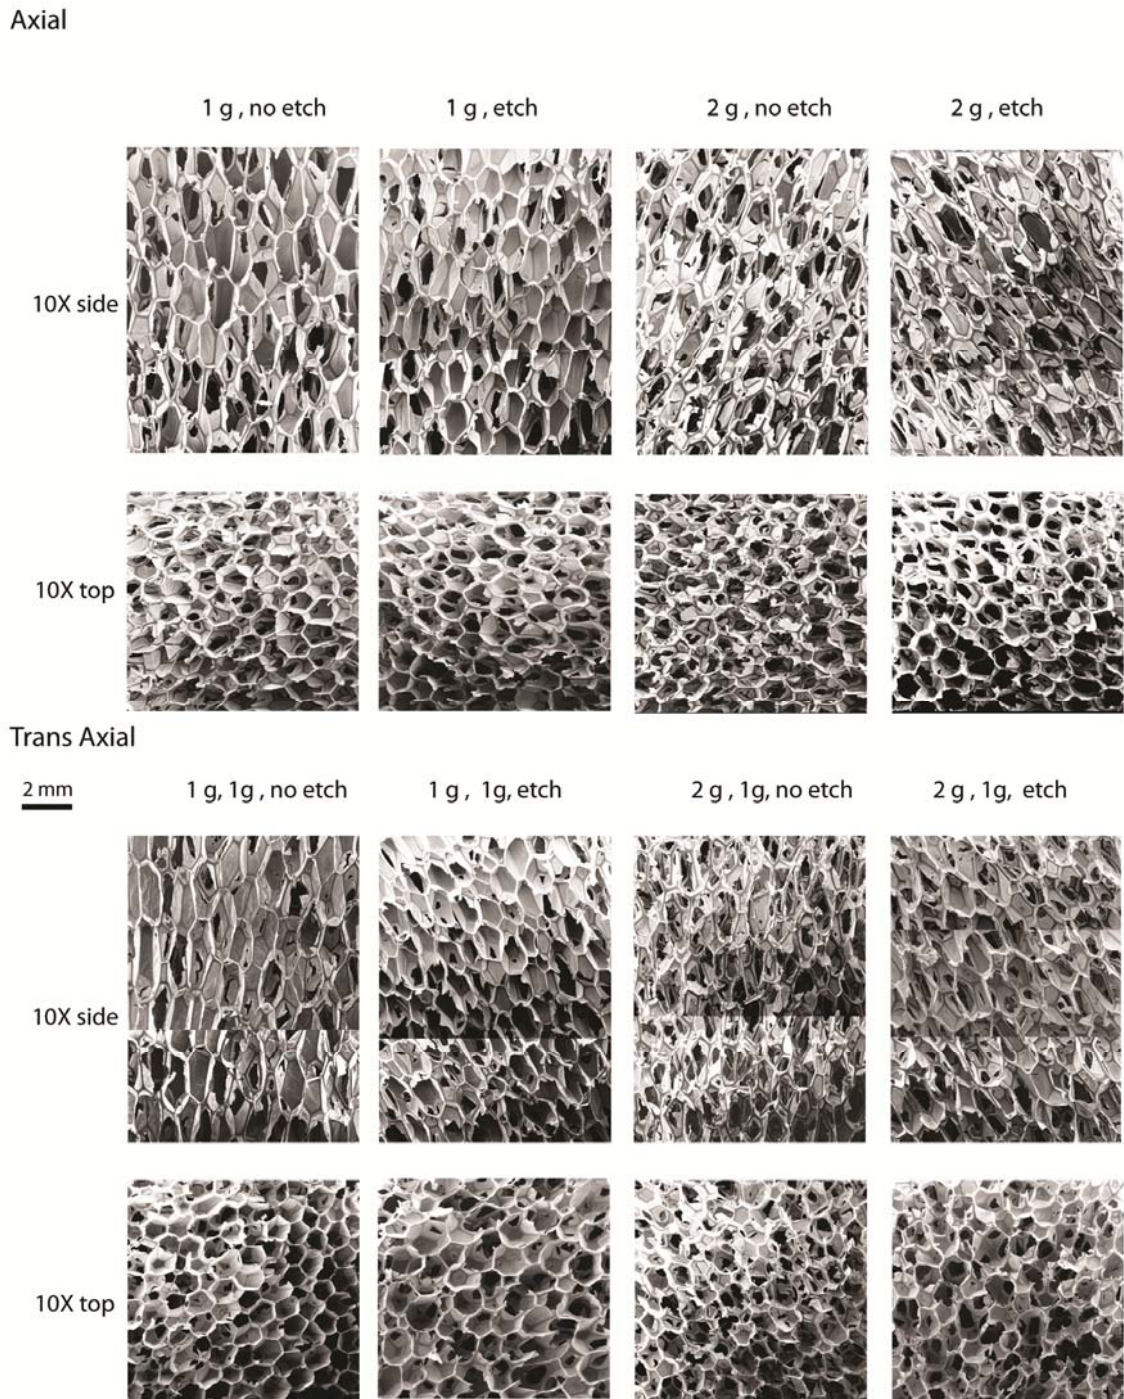 Axial
1 g , no etch 1 g , etch 2 g , no etch 2 g , etch
10X side
10X top
Trans Axial
2 mm 1 g, 1g , no etch 1 g , 1g, etch 2 g , 1g, no etch 2 g , 1g, etch
10X side
10X top